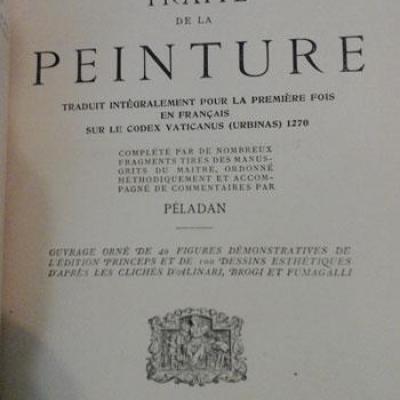 TRAITÉ
DE LA
PEINTURE
TRADUIT INTÉGRALEMENT POUR LA PREMIÈRE FOIS
EN FRANÇAIS
SUR LE CODEX VATICANUS (URBINAS) 1270
COMPLÉTÉ PAR DE NOMBREUX
FRAGMENTS TIRÉS DES MANUS-
GRITS DU MAITRE, ORDONNÉ
MÉTHODIQUEMENT ET ACCOM-
PAGNÉ DE COMMENTAIRES PAR
PÉLADAN
OUVRAGE ORNÉ DE 40 FIGURES DÉMONSTRATIVES DE
L'ÉDITION PRINCEPS ET DE 100 DESSINS ESTHÉTIQUES
D'APRÈS LES CLICHÉS D'ALINARI, BROGI ET FUMAGALLI